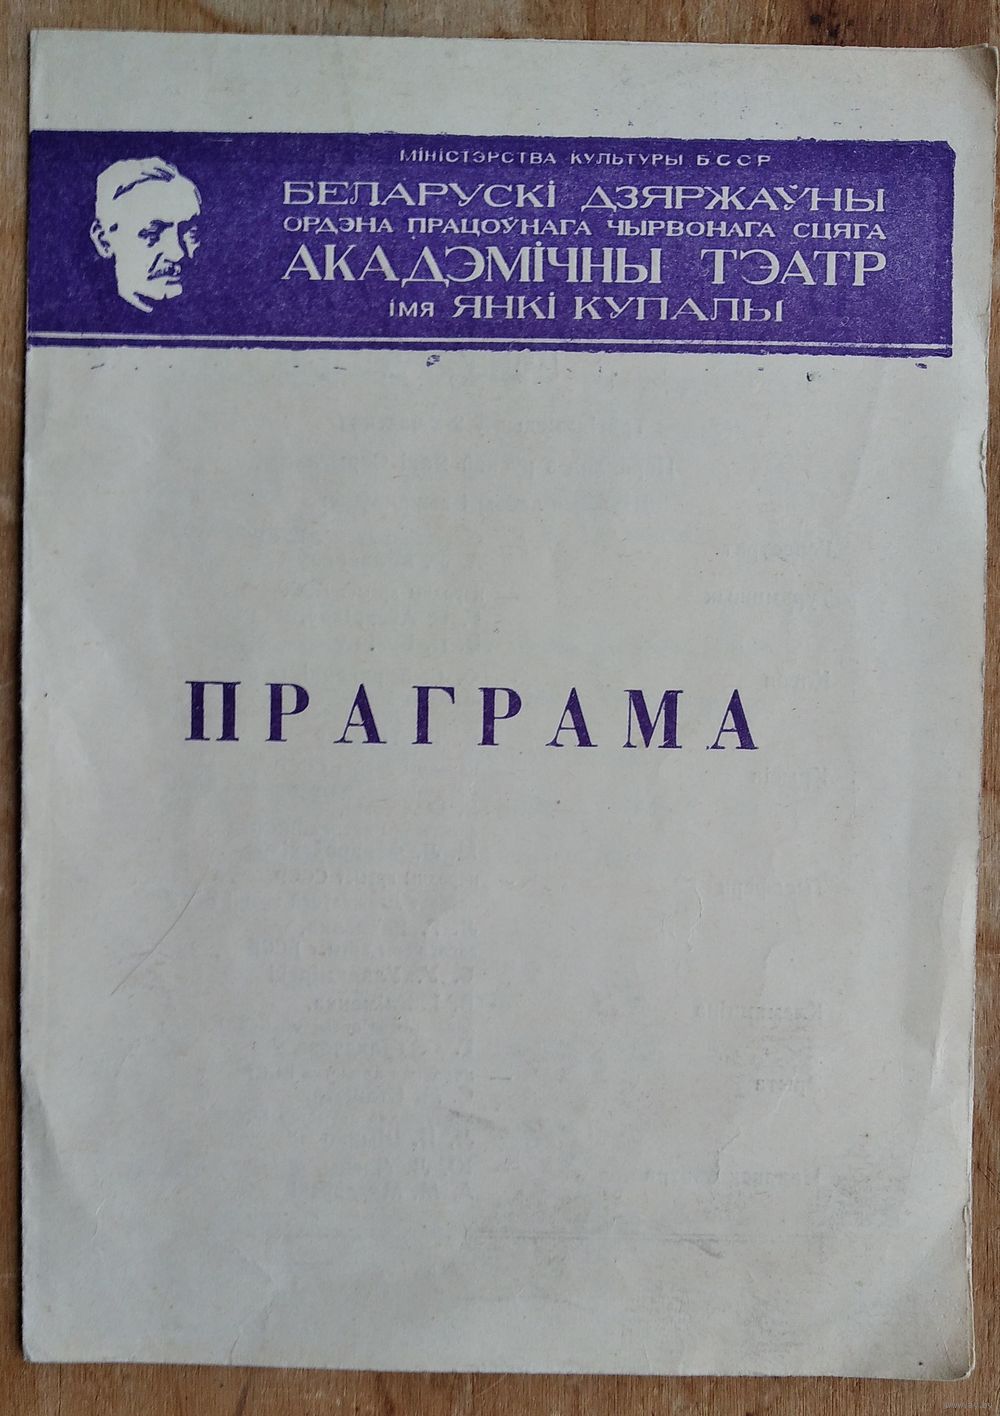 МІНІСТЭРСТВА КУЛЬТУРЫ БССР
БЕЛАРУСКІ ДЗЯРЖАЎНЫ
ОРДЭНА ПРАЦОЎНАГА ЧЫРВОНАГА СЦЯГА
АКАДЭМІЧНЫ ТЭАТР
імя ЯНКІ КУПАЛЫ
ПРАГРАМА